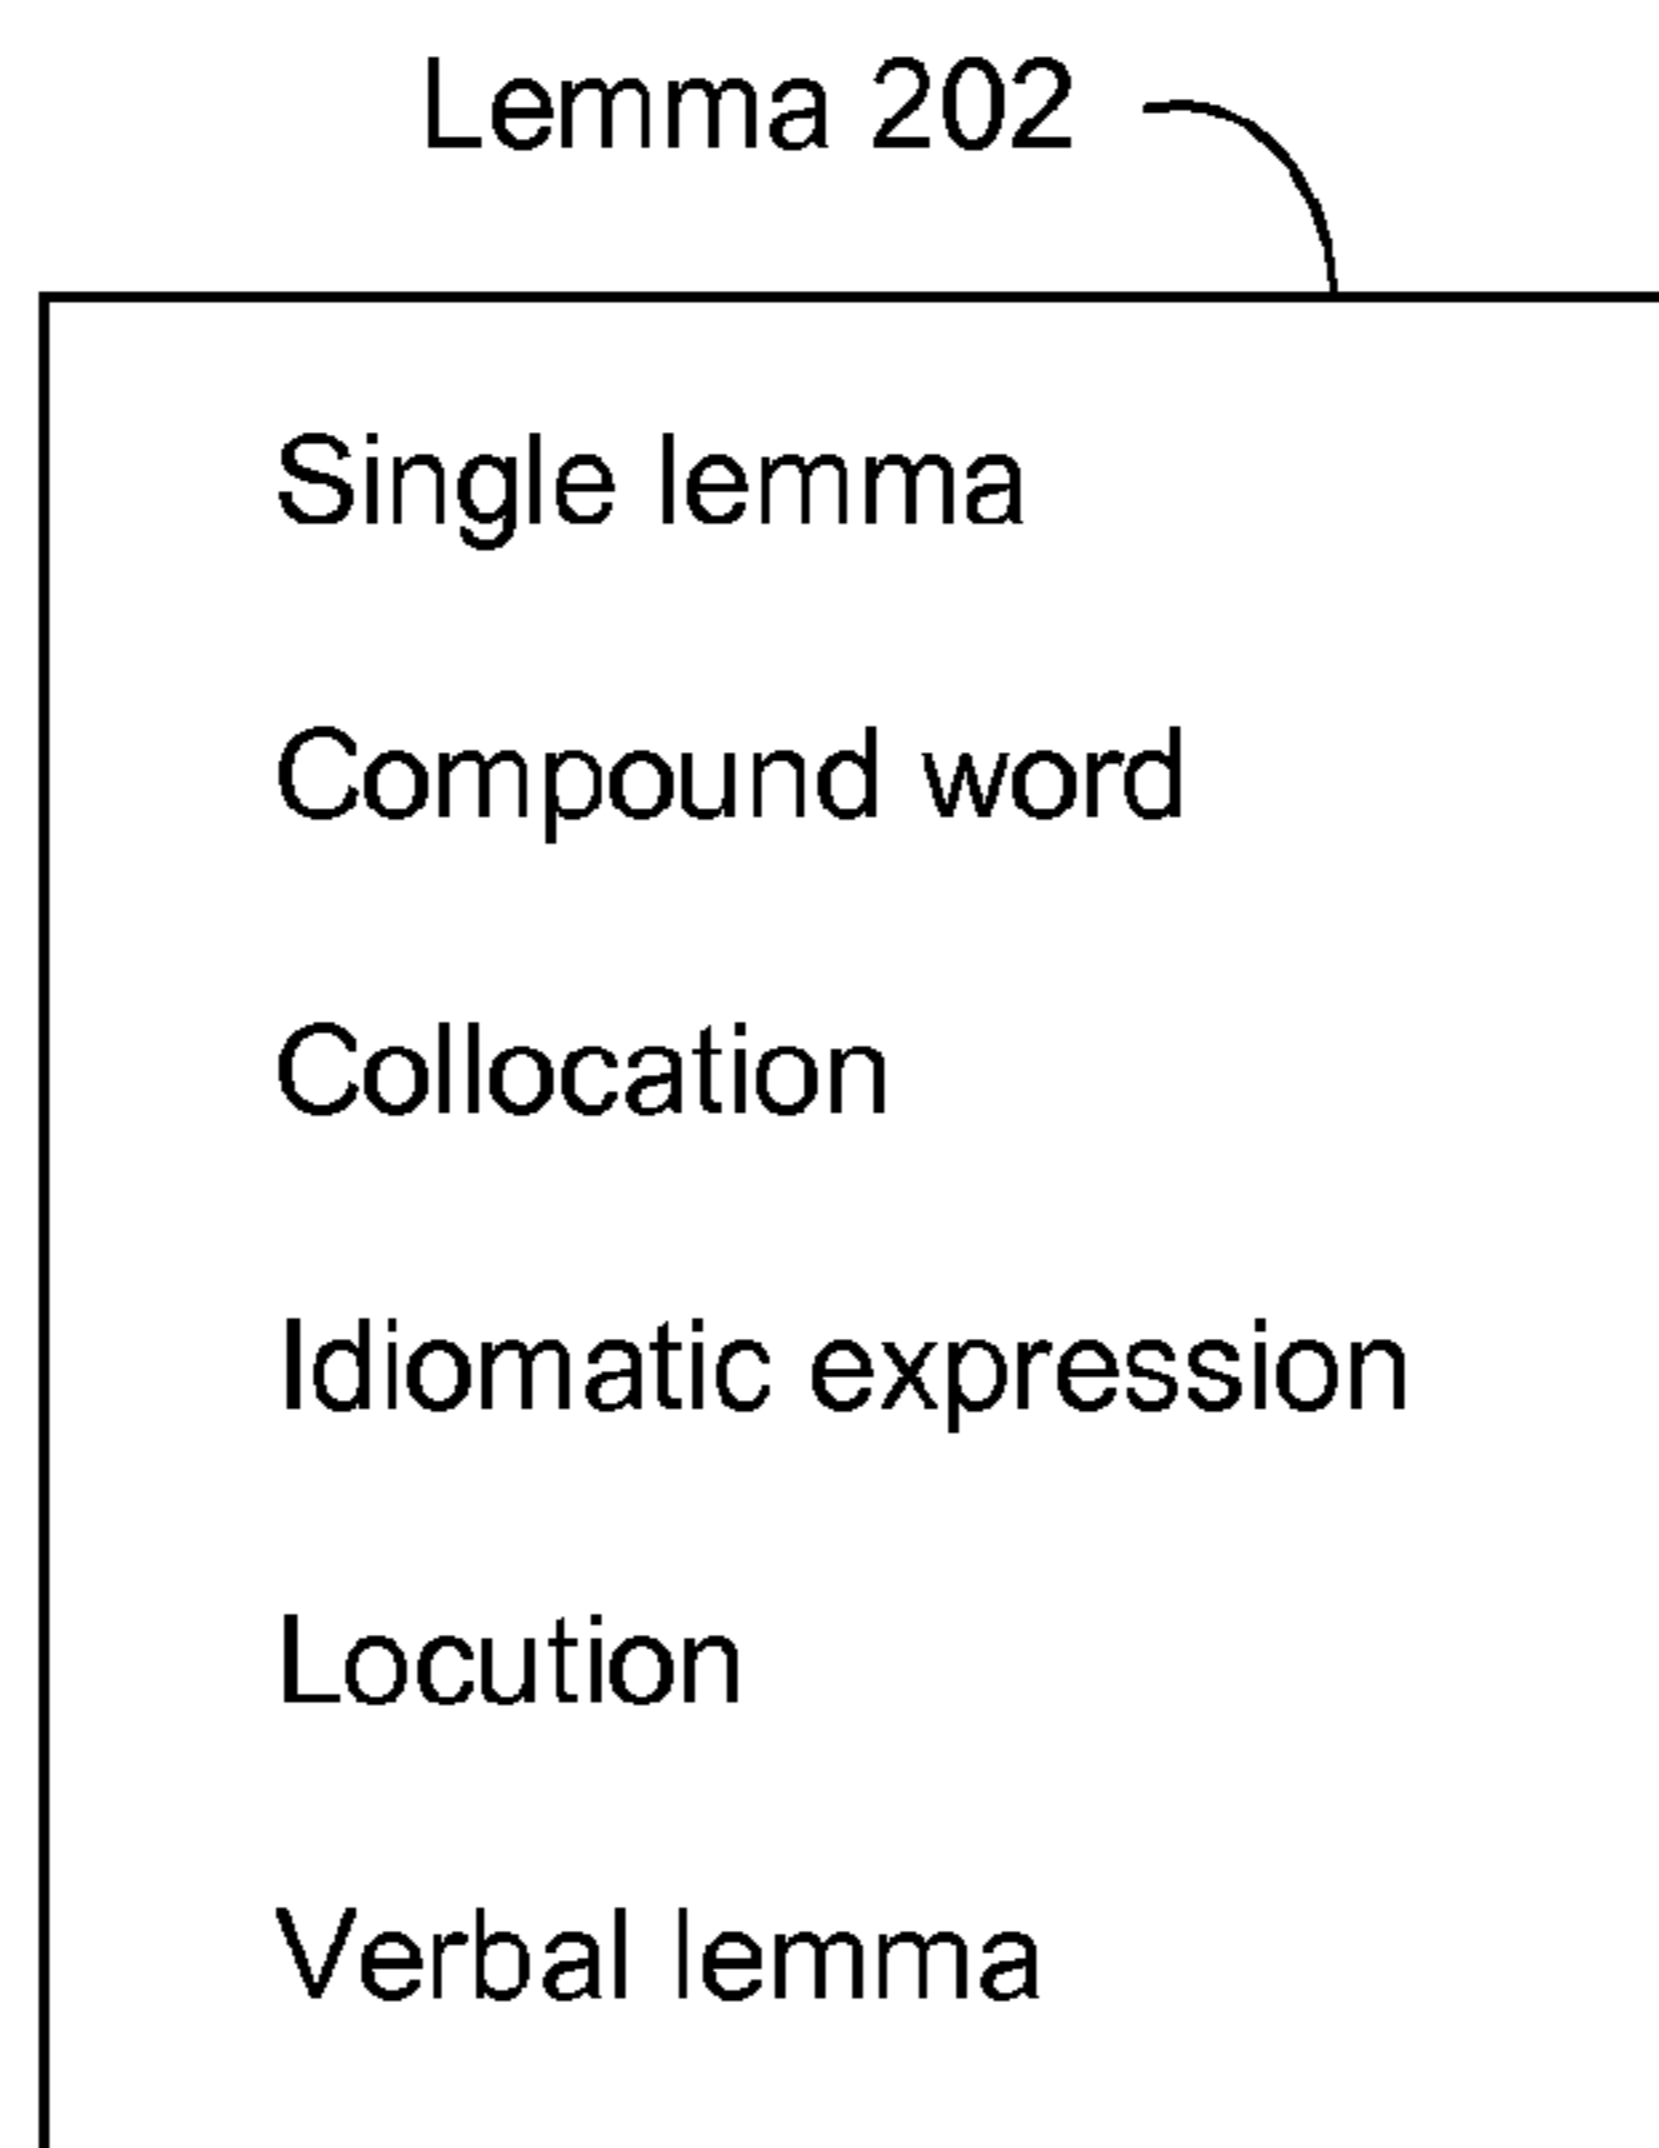 Lemma 202
Single lemma
Compound word
Collocation
Idiomatic expression
Locution
Verbal lemma